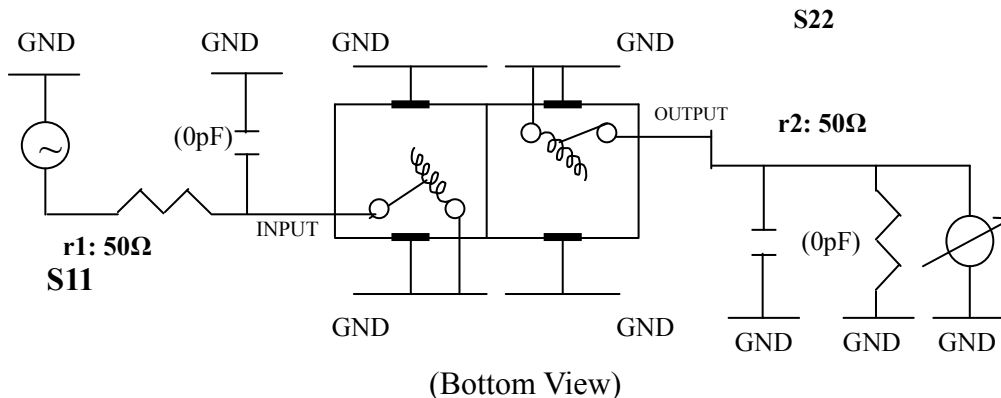 S22
GND
GND
GND
GND
(0pF)
OUTPUT
r2: 50Ω
~
INPUT
r1: 50Ω
S11
(0pF)
GND
GND
GND
GND
GND
(Bottom View)